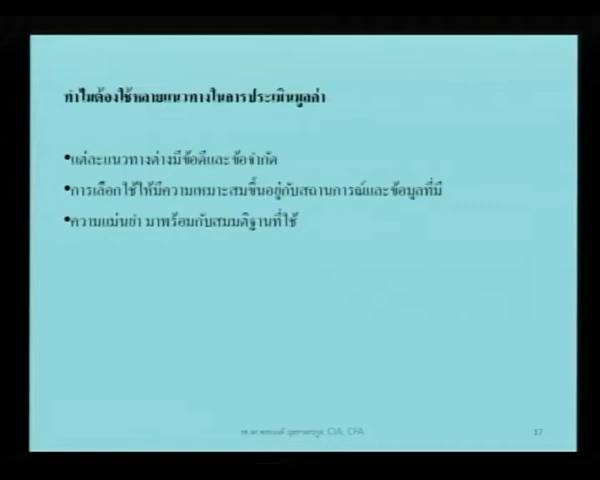 ทำไมต้องใช้หลายแนวทางในการประเมินมูลค่า
•แต่ละแนวทางต่างมีข้อดีและข้อจำกัด
•การเลือกใช้ให้มีความเหมาะสมขึ้นอยู่กับสถานการณ์และข้อมูลที่มี
•ความแม่นยำ มาพร้อมกับสมมติฐานที่ใช้
CIA, CFA
17